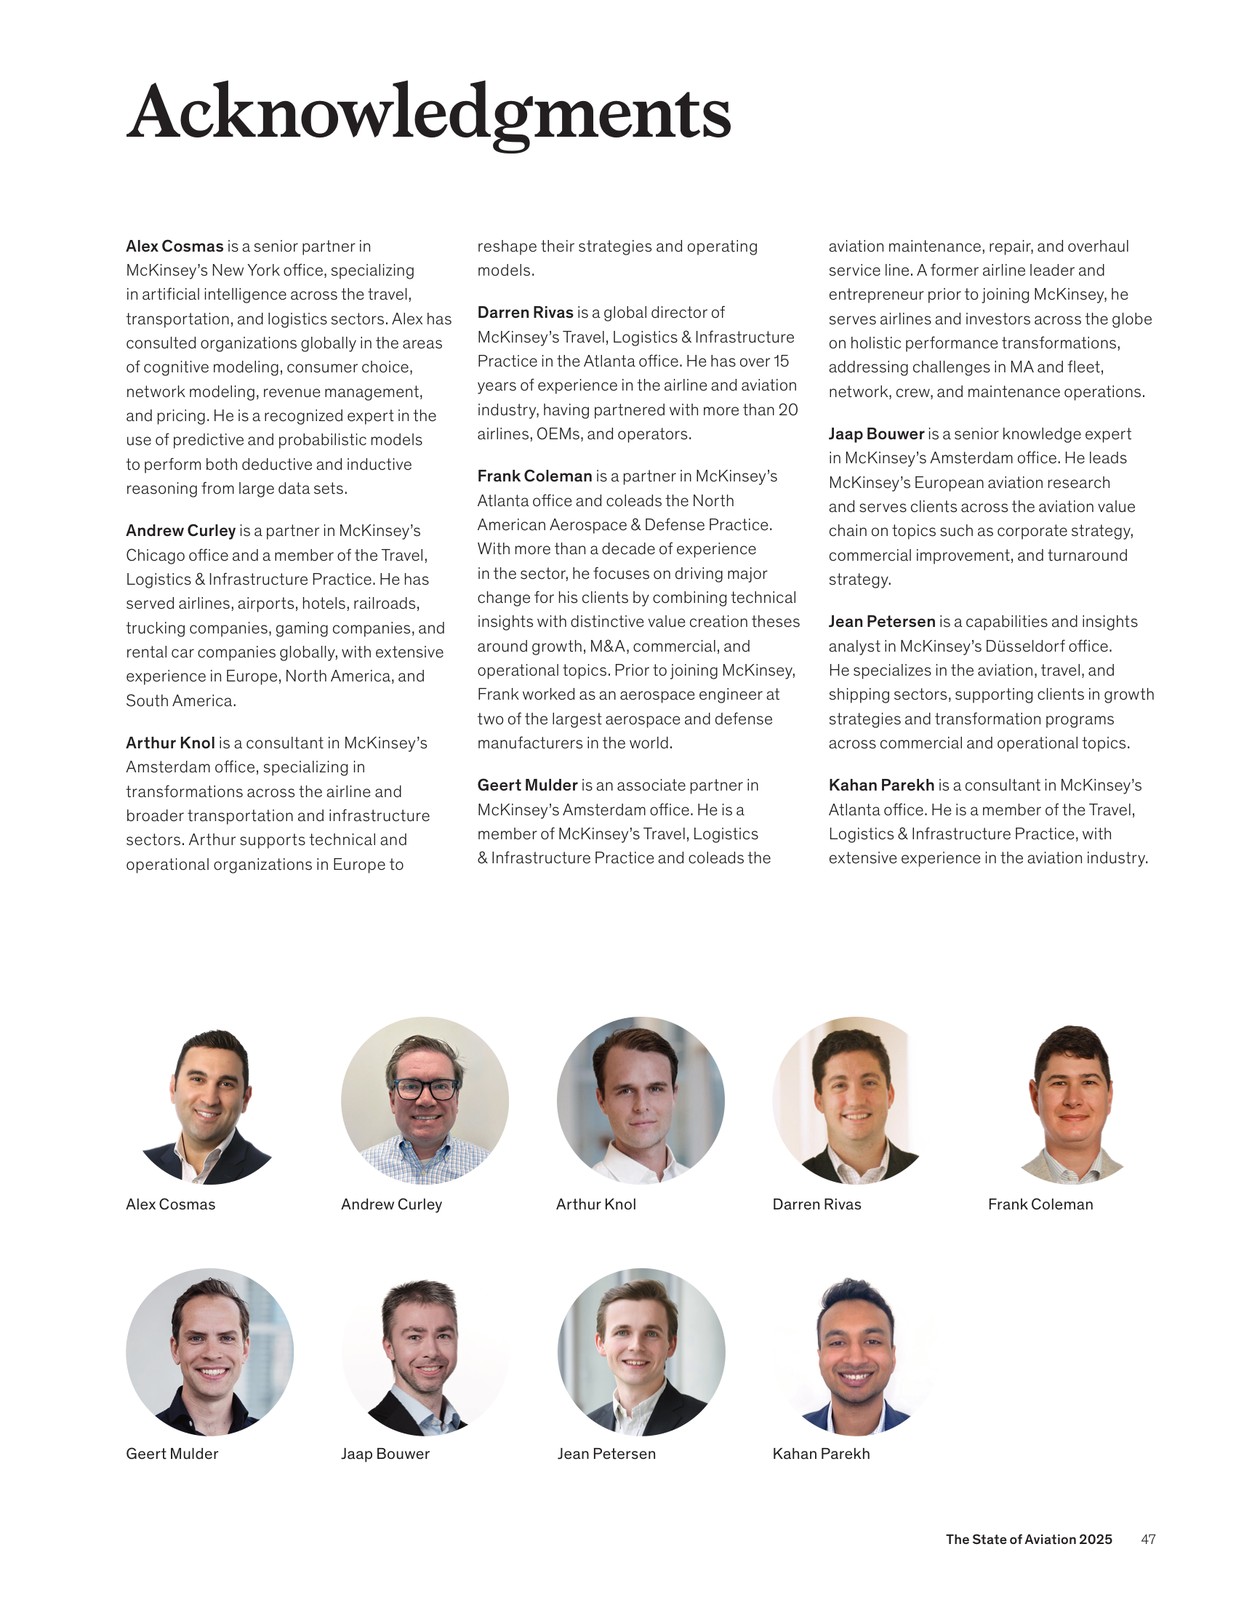 Acknowledgments
Alex Cosmas is a senior partner in
McKinsey's New York office, specializing
in artificial intelligence across the travel,
transportation, and logistics sectors. Alex has
consulted organizations globally in the areas
of cognitive modeling, consumer choice,
network modeling, revenue management,
and pricing. He is a recognized expert in the
use of predictive and probabilistic models
to perform both deductive and inductive
reasoning from large data sets.
Andrew Curley is a partner in McKinsey's
Chicago office and a member of the Travel,
Logistics & Infrastructure Practice. He has
served airlines, airports, hotels, railroads,
trucking companies, gaming companies, and
rental car companies globally, with extensive
experience in Europe, North America, and
South America.
Arthur Knol is a consultant in McKinsey's
Amsterdam office, specializing in
transformations across the airline and
broader transportation and infrastructure
sectors. Arthur supports technical and
operational organizations in Europe to
reshape their strategies and operating
models.
Darren Rivas is a global director of
McKinsey's Travel, Logistics & Infrastructure
Practice in the Atlanta office. He has over 15
years of experience in the airline and aviation
industry, having partnered with more than 20
airlines, OEMs, and operators.
Frank Coleman is a partner in McKinsey's
Atlanta office and coleads the North
American Aerospace & Defense Practice.
With more than a decade of experience
in the sector, he focuses on driving major
change for his clients by combining technical
insights with distinctive value creation theses
around growth, M&A, commercial, and
operational topics. Prior to joining McKinsey,
Frank worked as an aerospace engineer at
two of the largest aerospace and defense
manufacturers in the world.
Geert Mulder is an associate partner in
McKinsey's Amsterdam office. He is a
member of McKinsey's Travel, Logistics
& Infrastructure Practice and coleads the
aviation maintenance, repair, and overhaul
service line. A former airline leader and
entrepreneur prior to joining McKinsey, he
serves airlines and investors across the globe
on holistic performance transformations,
addressing challenges in MA and fleet,
network, crew, and maintenance operations.
Jaap Bouwer is a senior knowledge expert
in McKinsey's Amsterdam office. He leads
McKinsey's European aviation research
and serves clients across the aviation value
chain on topics such as corporate strategy,
commercial improvement, and turnaround
strategy.
Jean Petersen is a capabilities and insights
analyst in McKinsey's Düsseldorf office.
He specializes in the aviation, travel, and
shipping sectors, supporting clients in growth
strategies and transformation programs
across commercial and operational topics.
Kahan Parekh is a consultant in McKinsey's
Atlanta office. He is a member of the Travel,
Logistics & Infrastructure Practice, with
extensive experience in the aviation industry.
Alex Cosmas
Andrew Curley
Arthur Knol
Darren Rivas
Frank Coleman
Geert Mulder
Jaap Bouwer
Jean Petersen
Kahan Parekh
The State of Aviation 2025 47